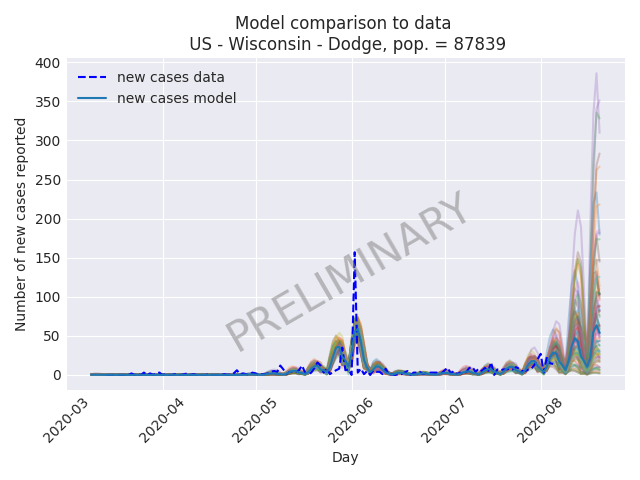 Model comparison to data
US - Wisconsin - Dodge, pop. = 87839
new cases data
new cases model
PRELIMINARY
Number of new cases reported
400
350
300
250
200
150
100
50
0
2020-03
2020-04
2020-05
2020-06
2020-07
2020-08
Day